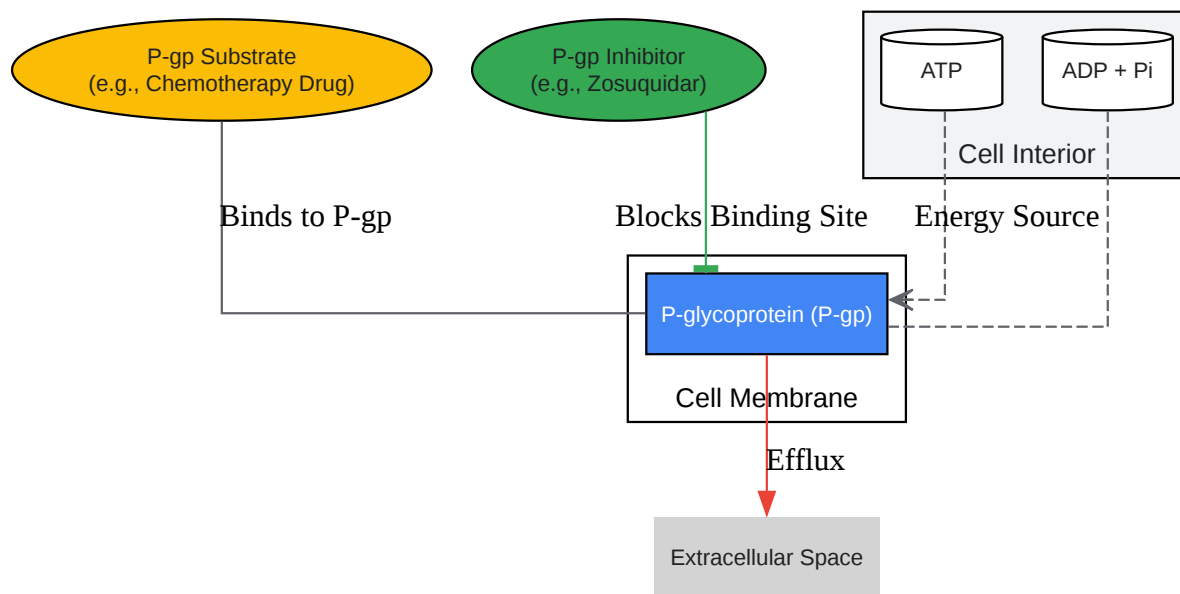 P-gp Substrate
(e.g., Chemotherapy Drug)
P-gp Inhibitor
(e.g., Zosuquidar)
ATP
ADP + Pi
Cell Interior
Binds to P-gp
Blocks Binding Site
Energy Source
P-glycoprotein (P-gp)
Cell Membrane
Efflux
Extracellular Space